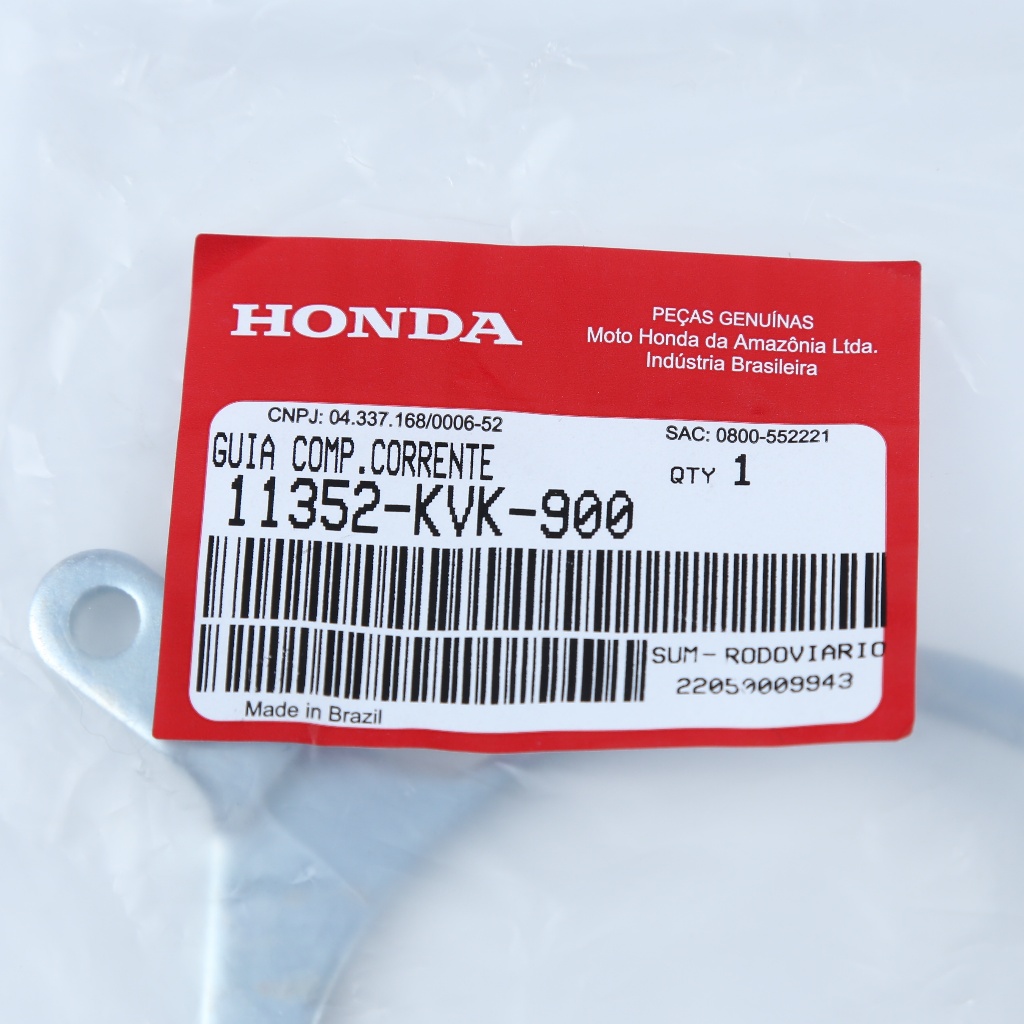 HONDA
PEÇAS GENUÍNAS
Moto Honda da Amazônia Ltda.
Indústria Brasileira
CNPJ: 04.337.168/0006-52
SAC: 0800-552221
GUIA COMP.CORRENTE
QTY 1
11352-KVK-900
SUM-RODOVIARIO
22059009943
Made in Brazil